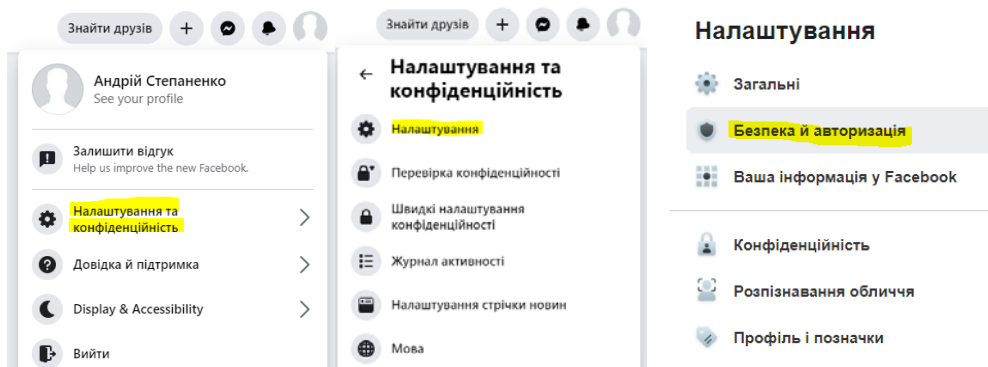 Знайти друзів
Андрій Степаненко
See your profile
Залишити відгук
Help us improve the new Facebook.
Налаштування та
конфіденційність
Довідка й підтримка
Display & Accessibility
Вийти
Знайти друзів
Налаштування та
конфіденційність
Налаштування
Перевірка конфіденційності
Швидкі налаштування
конфіденційності
Журнал активності
Налаштування стрічки новин
Мова
Налаштування
Загальні
Безпека й авторизація
Ваша інформація у Facebook
Конфіденційність
Розпізнавання обличчя
Профіль і позначки